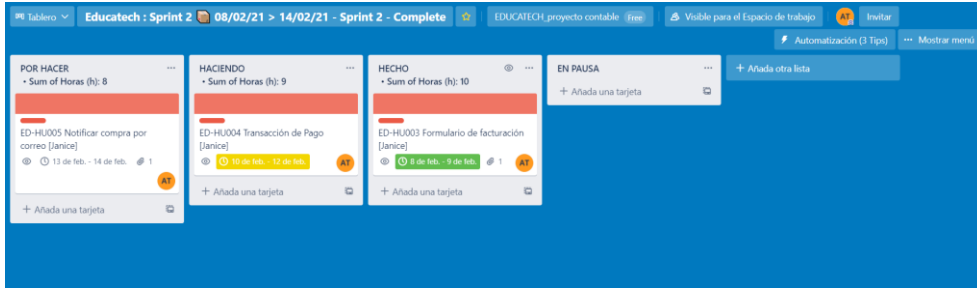 Tablero
Educatech : Sprint 2 08/02/21 > 14/02/21 - Sprint 2 - Complete
EDUCATECH_proyecto contable Free
Visible para el Espacio de trabajo
AT
Invitar
Automatización (3 Tips)
Mostrar menú
POR HACER
• Sum of Horas (h): 8
ED-HU005 Notificar compra por
correo [Janice]
13 de feb. - 14 de feb. 1
AT
+ Añada una tarjeta
HACIENDO
• Sum of Horas (h): 9
ED-HU004 Transacción de Pago
[Janice]
10 de feb. - 12 de feb.
AT
+ Añada una tarjeta
HECHO
• Sum of Horas (h): 10
ED-HU003 Formulario de facturación
[Janice]
8 de feb. - 9 de feb. 1
AT
+ Añada una tarjeta
EN PAUSA
+ Añada una tarjeta
+ Añada otra lista